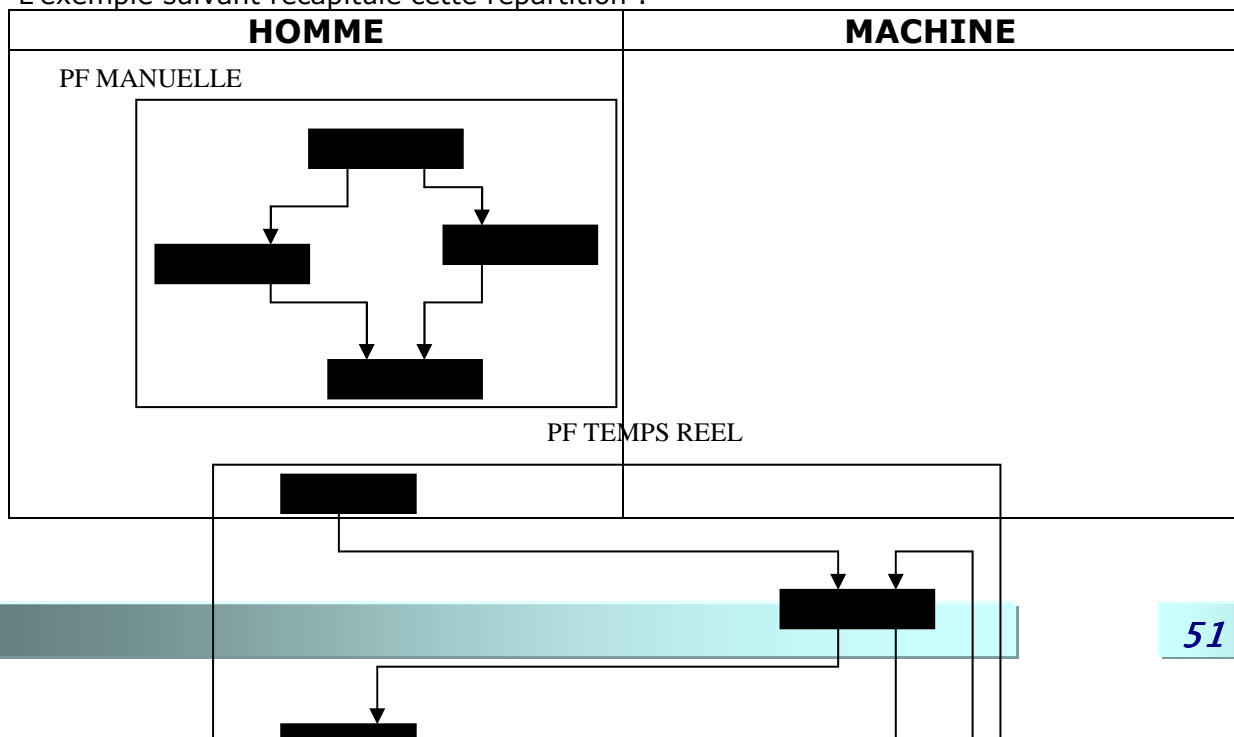 L'exemple suivant récapitule cette répartition :
HOMME
MACHINE
PF MANUELLE
PF TEMPS REEL
51